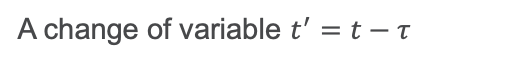 A change of variable 𝑡′ = 𝑡 − 𝜏